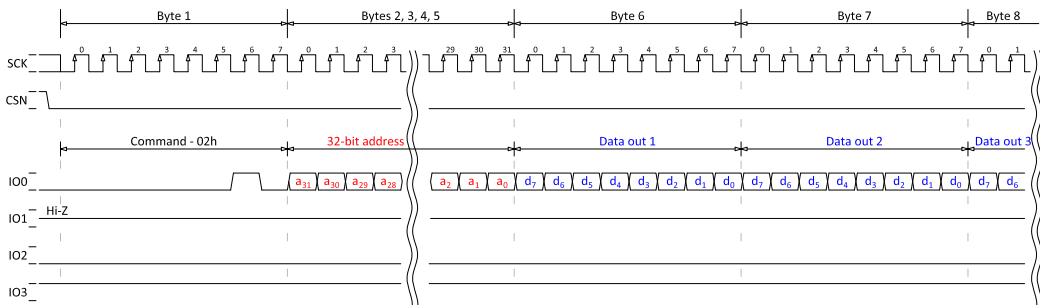 Byte 1 Bytes 2, 3, 4, 5 Byte 6 Byte 7 Byte 8
0 1 2 3 4 5 6 7 0 1 2 3 29 30 31 0 1 2 3 4 5 6 7 0 1 2 3 4 5 6 7 0 1
SCK
CSN
Command - 02h 32-bit address Data out 1 Data out 2 Data out 3
IO0 a31 a30 a29 a28 a2 a1 a0 d7 d6 d5 d4 d3 d2 d1 d0 d7 d6 d5 d4 d3 d2 d1 d0 d7 d6
Hi-Z
IO1
IO2
IO3